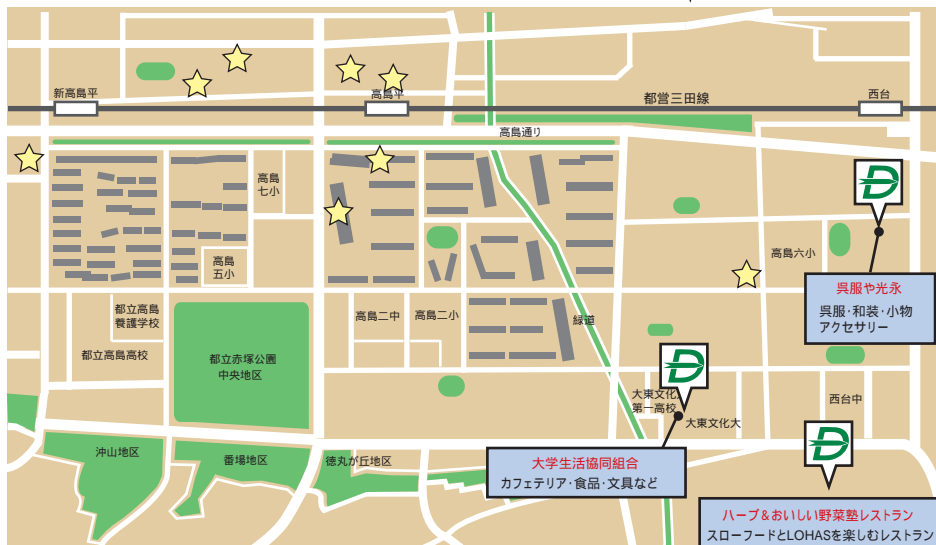 新高島平
高島平
都営三田線
西台
高島通り
高島
七小
高島
五小
高島六小
呉服や光永
呉服・和装・小物
アクセサリー
都立高島
養護学校
都立高島高校
都立赤塚公園
中央地区
高島二中
高島二小
緑道
大東文化
第一高校
大東文化大
西台中
沖山地区
番場地区
徳丸が丘地区
大学生活協同組合
カフェテリア・食品・文具など
ハーブ&おいしい野菜塾レストラン
スローフードとLOHASを楽しむレストラン
D
D
D